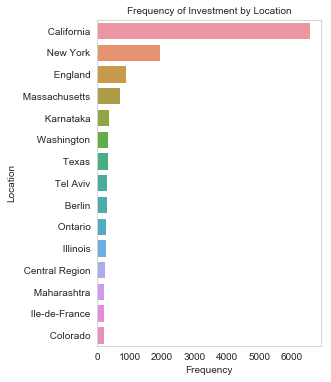 Frequency of Investment by Location
California
New York
England
Massachusetts
Karnataka
Washington
Texas
Tel Aviv
Berlin
Ontario
Illinois
Central Region
Maharashtra
Ile-de-France
Colorado
Location
0 1000 2000 3000 4000 5000 6000
Frequency